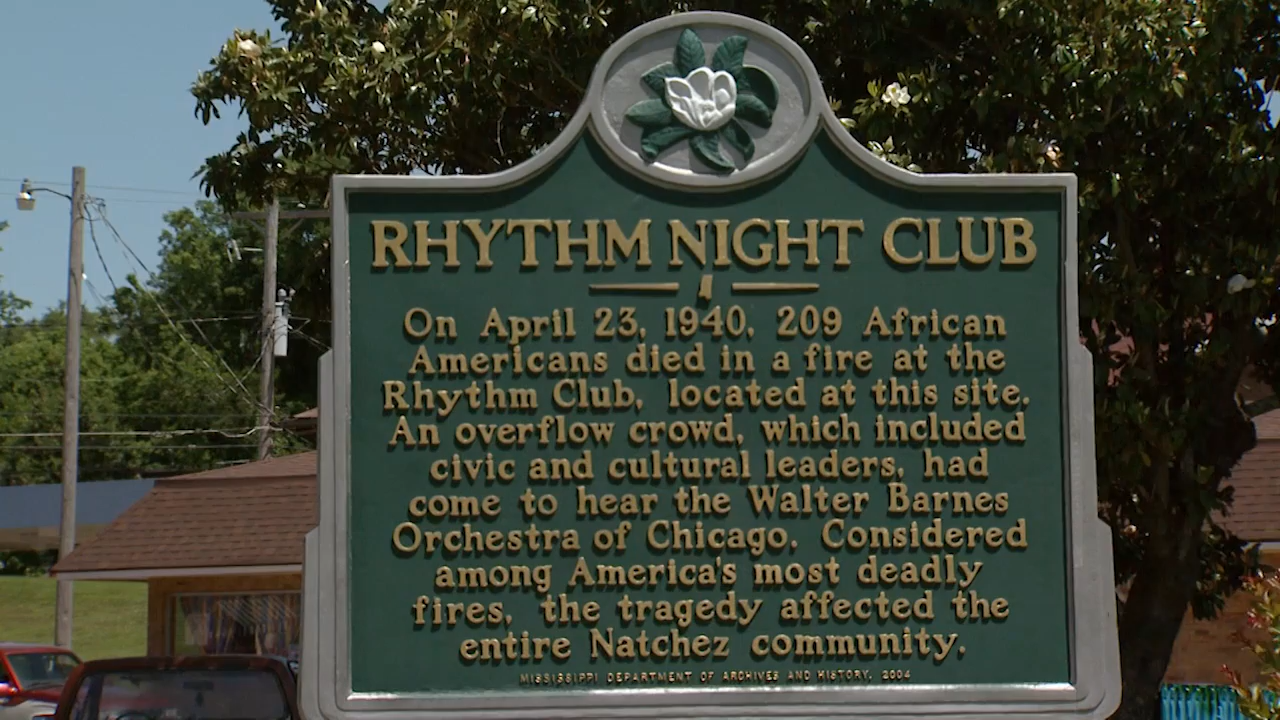 RHYTHM NIGHT CLUB
On April 23, 1940, 209 African
Americans died in a fire at the
Rhythm Club, located at this site.
An overflow crowd, which included
civic and cultural leaders, had
come to hear the Walter Barnes
Orchestra of Chicago. Considered
among America's most deadly
fires, the tragedy affected the
entire Natchez community.
MISSISSIPPI DEPARTMENT OF ARCHIVES AND HISTORY, 2004